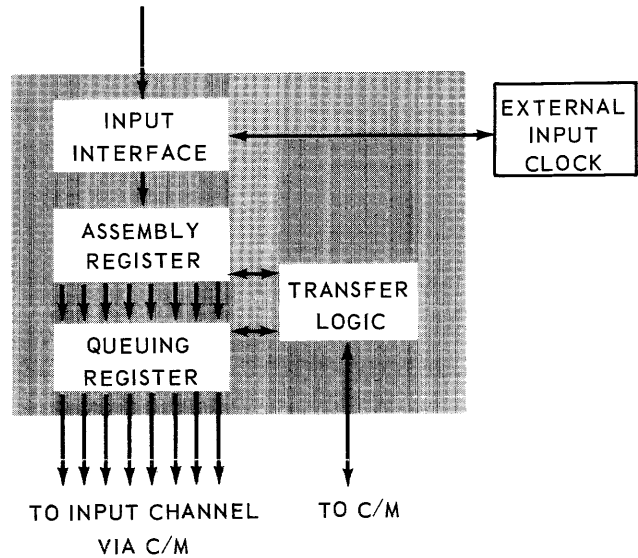 INPUT
INTERFACE
EXTERNAL
INPUT
CLOCK
ASSEMBLY
REGISTER
TRANSFER
LOGIC
QUEUING
REGISTER
TO INPUT CHANNEL
VIA C/M
TO C/M